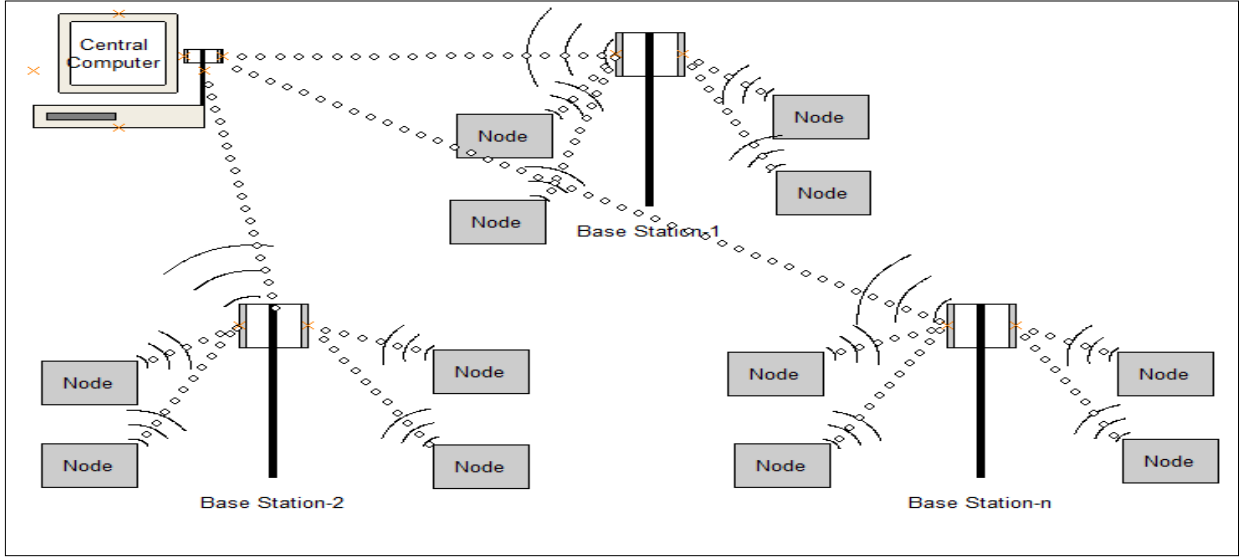 Central
Computer
Node
Node
Node
Node
Base Station-1
Node
Node
Node
Node
Base Station-2
Node
Node
Node
Node
Base Station-n